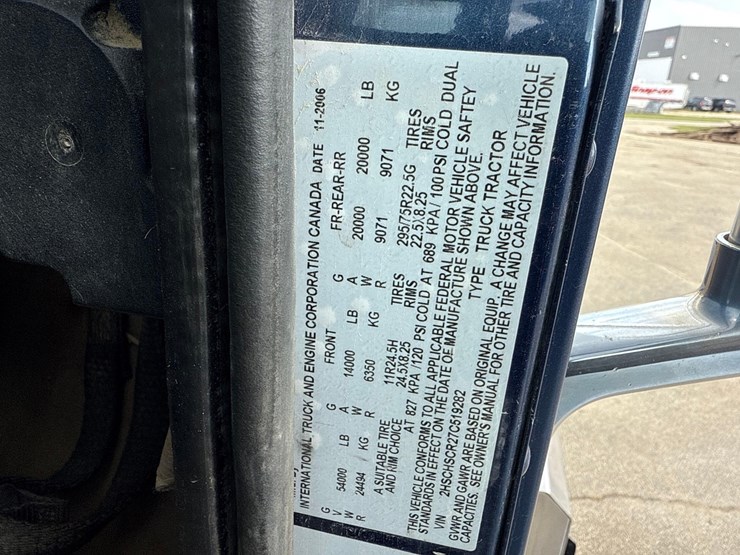 INTERNATIONAL TRUCK AND ENGINE CORPORATION CANADA DATE 11-2006
G FRONT G FR-REAR-RR
V 54000 LB A 14000 LB A 20000 20000 LB
W W W
R 24494 KG R 6350 KG R 9071 9071 KG
A SUITABLE TIRE 11R24.5H TIRES 295/75R22.5G TIRES
AND RIM CHOICE 24.5X8.25 RIMS 22.5X8.25 RIMS
AT 827 KPA /120 PSI COLD AT 689 KPA / 100 PSI COLD DUAL
THIS VEHICLE CONFORMS TO ALL APPLICABLE FEDERAL MOTOR VEHICLE SAFTEY
STANDARDS IN EFFECT ON THE DATE OF MANUFACTURE SHOWN ABOVE.
VIN 2HSCHSCR27C519282 TYPE TRUCK TRACTOR
GVWR AND GAWR ARE BASED ON ORIGINAL EQUIP. A CHANGE MAY AFFECT VEHICLE
CAPACITIES. SEE OWNER'S MANUAL FOR OTHER TIRE AND CAPACITY INFORMATION.
Snap-on